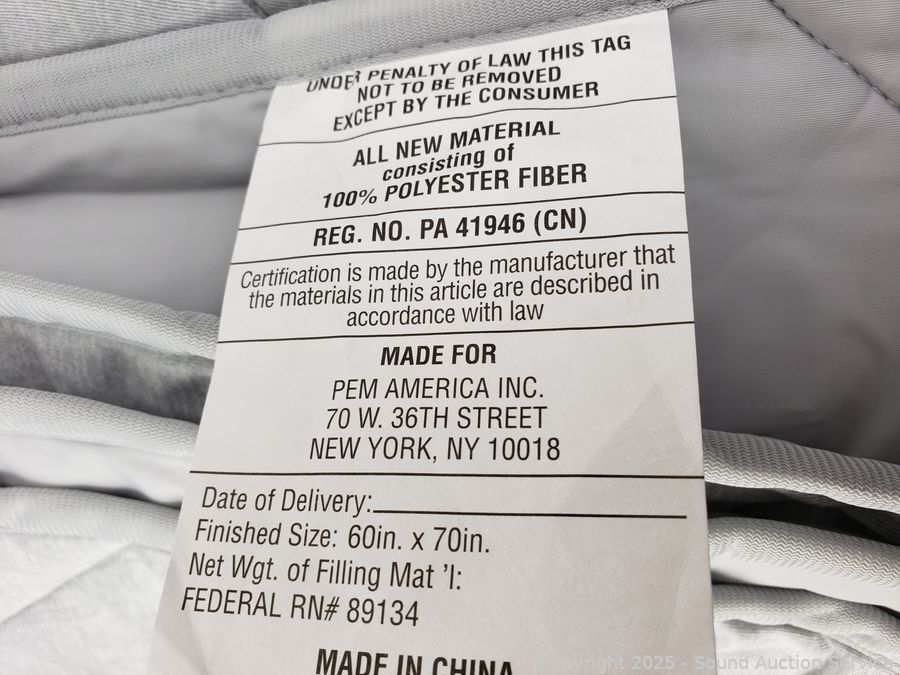 UNDER PENALTY OF LAW THIS TAG
NOT TO BE REMOVED
EXCEPT BY THE CONSUMER
ALL NEW MATERIAL
consisting of
100% POLYESTER FIBER
REG. NO. PA 41946 (CN)
Certification is made by the manufacturer that
the materials in this article are described in
accordance with law
MADE FOR
PEM AMERICA INC.
70 W. 36TH STREET
NEW YORK, NY 10018
Date of Delivery:
Finished Size: 60in. x 70in.
Net Wgt. of Filling Mat 'l:
FEDERAL RN# 89134
MADE IN CHINA
Copyright 2025 - Sound Auction Service